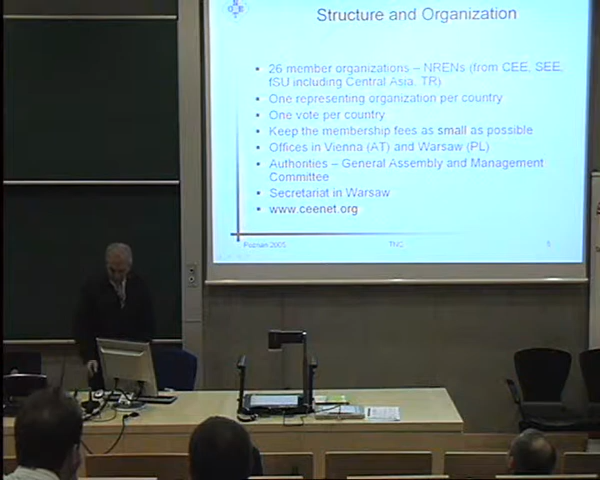 Structure and Organization
• 26 member organizations – NRENs (from CEE, SEE,
fSU including Central Asia, TR)
• One representing organization per country
• One vote per country
• Keep the membership fees as small as possible
• Offices in Vienna (AT) and Warsaw (PL)
• Authorities – General Assembly and Management
Committee
• Secretariat in Warsaw
• www.ceenet.org
Poznan 2005 TNC 5